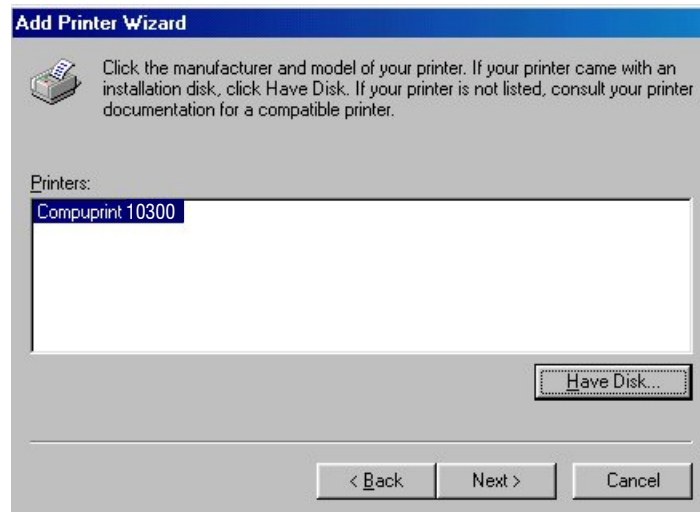 Add Printer Wizard
Click the manufacturer and model of your printer. If your printer came with an
installation disk, click Have Disk. If your printer is not listed, consult your printer
documentation for a compatible printer.
Printers:
Compuprint 10300
Have Disk...
< Back Next > Cancel